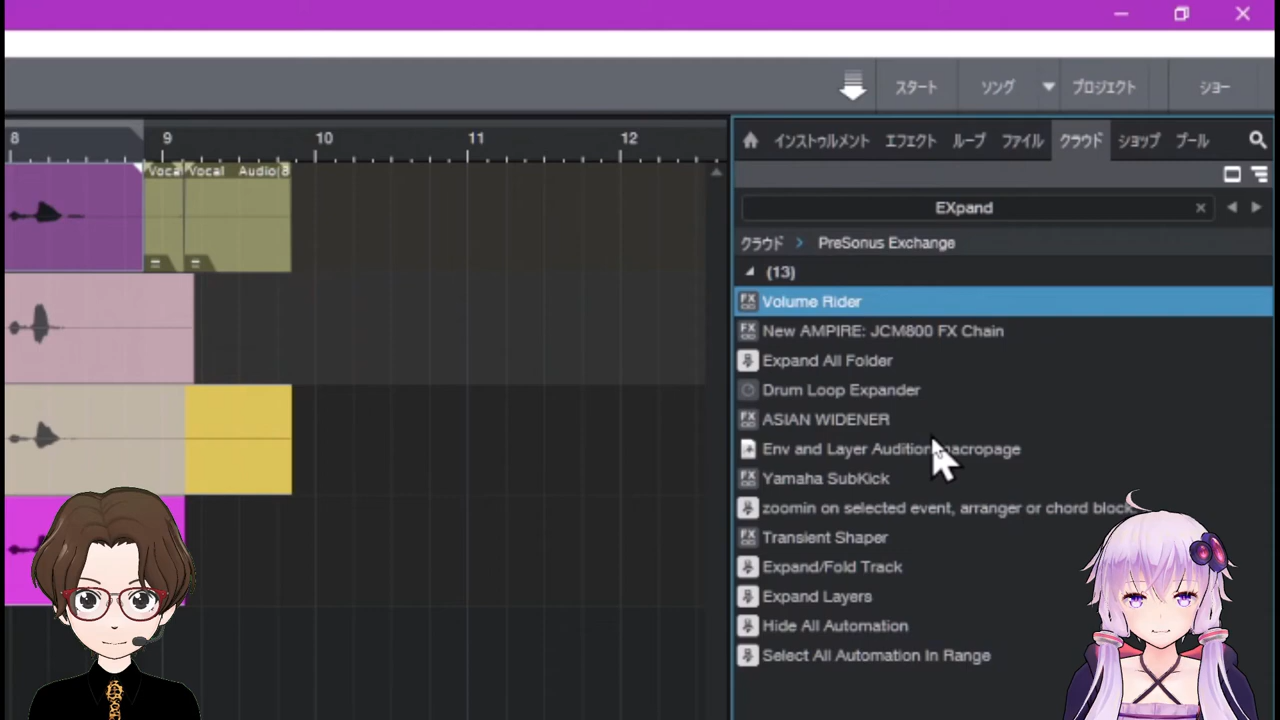 スタート ソング プロジェクト ショー
8 9 10 11 12
インストゥルメント エフェクト ループ ファイル クラウド ショップ プール
Voca Vocal Audio(8
EXpand
クラウド > PreSonus Exchange
(13)
Volume Rider
New AMPIRE: JCM800 FX Chain
Expand All Folder
Drum Loop Expander
ASIAN WIDENER
Env and Layer Audition macropage
Yamaha SubKick
zoomin on selected event, arranger or chord block
Transient Shaper
Expand/Fold Track
Expand Layers
Hide All Automation
Select All Automation In Range